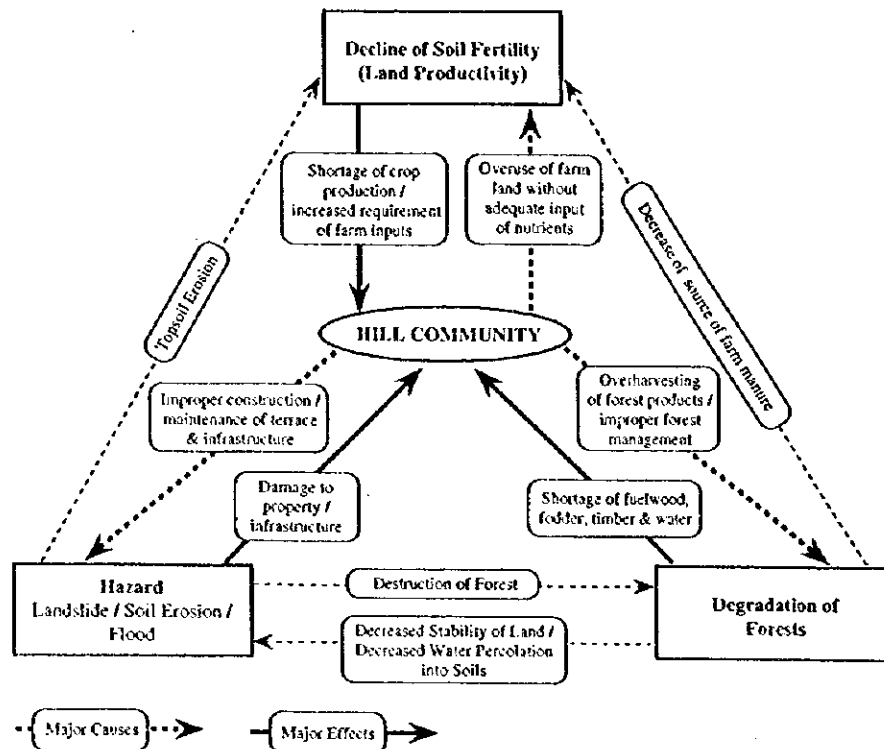 Decline of Soil Fertility
(Land Productivity)
Shortage of crop
production /
increased requirement
of farm inputs
Overuse of farm
land without
adequate input
of nutrients
Topsoil Erosion
Decrease of source of farm manure
HILL COMMUNITY
Improper construction /
maintenance of terrace
& infrastructure
Overharvesting
of forest products /
improper forest
management
Damage to
property /
infrastructure
Shortage of fuelwood,
fodder, timber & water
Hazard
Landslide / Soil Erosion /
Flood
Destruction of Forest
Decreased Stability of Land /
Decreased Water Percolation
into Soils
Degradation of
Forests
Major Causes
Major Effects